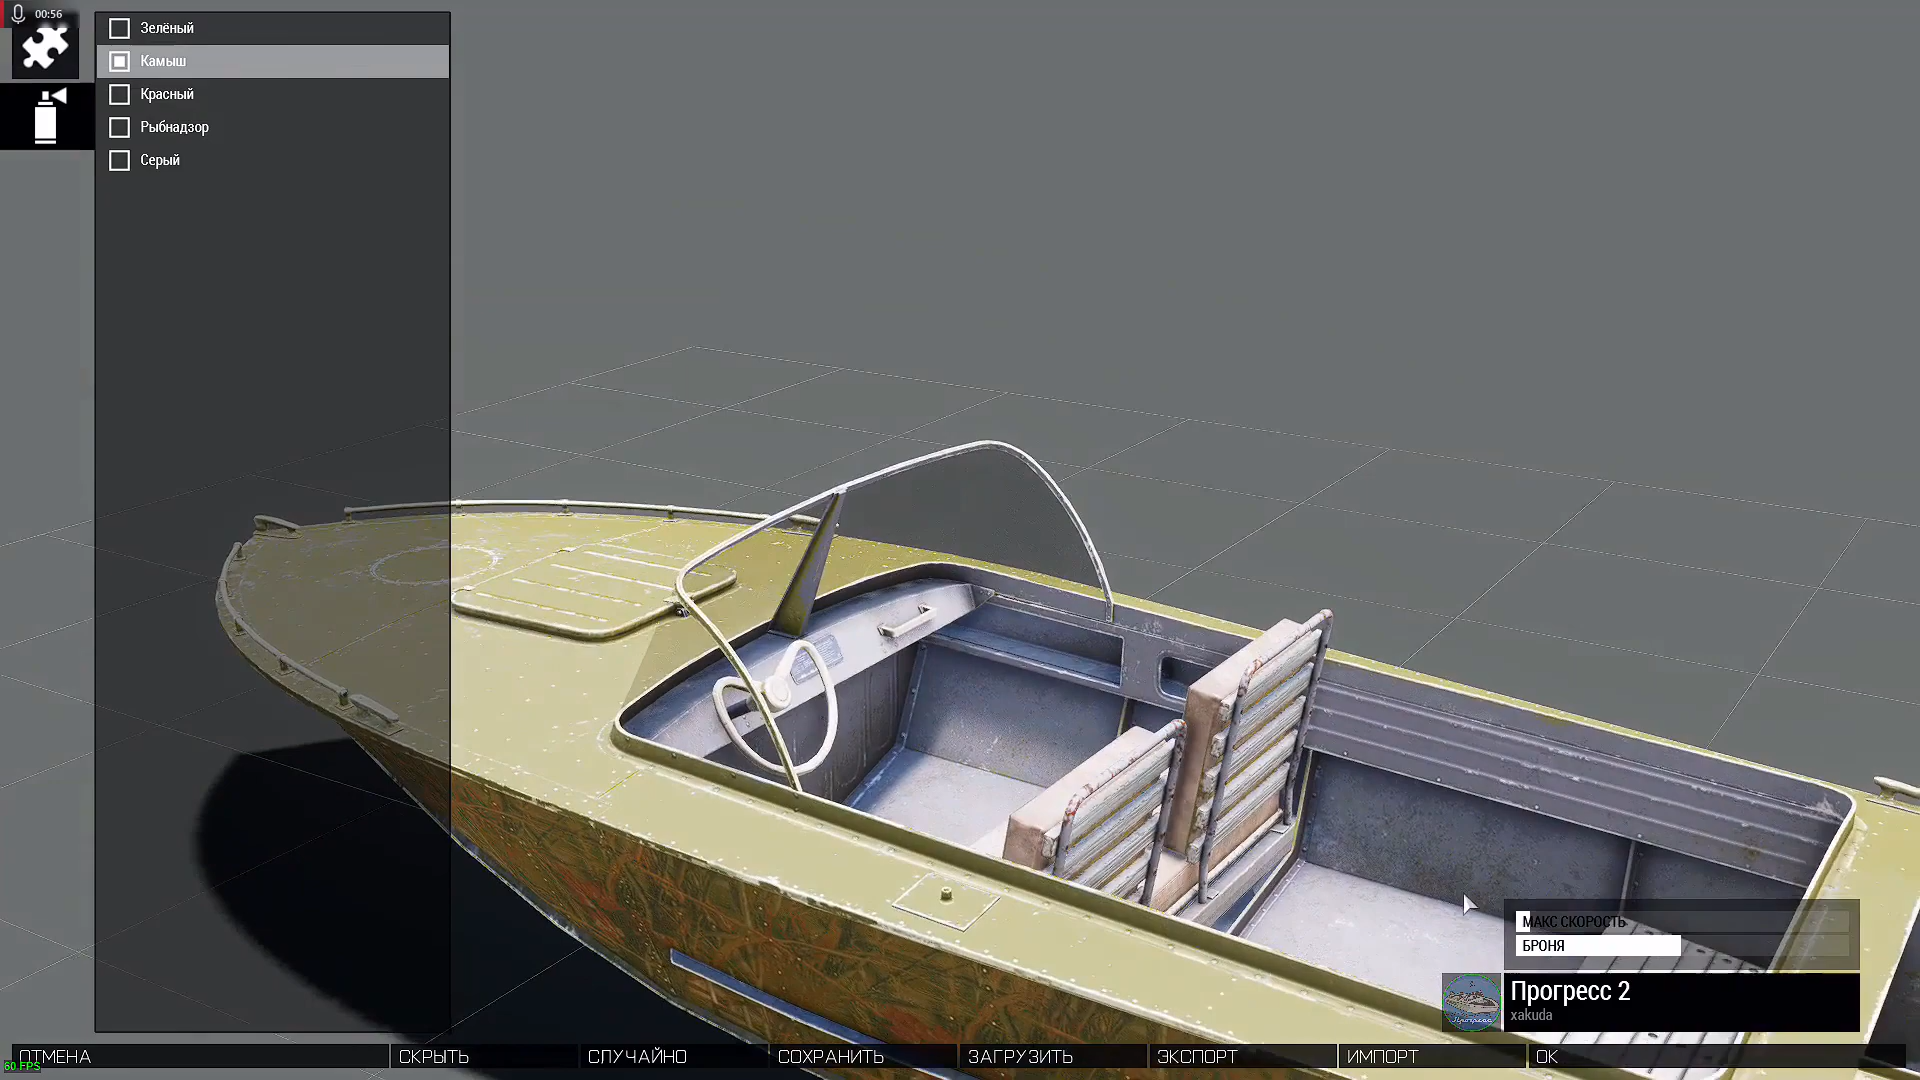 00:56
Зелёный
Камыш
Красный
Рыбнадзор
Серый
МАКС СКОРОСТЬ
БРОНЯ
Прогресс 2
xakuda
ОТМЕНА
СКРЫТЬ
СЛУЧАЙНО
СОХРАНИТЬ
ЗАГРУЗИТЬ
ЭКСПОРТ
ИМПОРТ
ОК
60 FPS